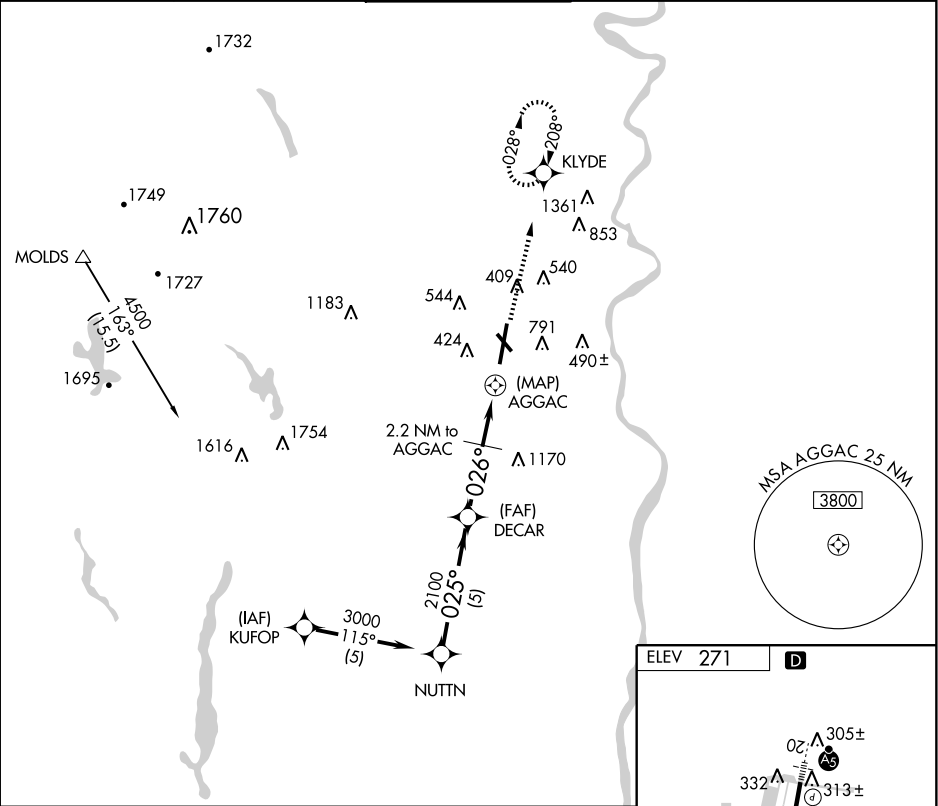 1732
028°
208°
KLYDE
1749
1760
1361
853
MOLDS
1727
4500
163°
(15.5)
409
540
544
1183
424
791
490±
1695
(MAP)
AGGAC
2.2 NM to
AGGAC
1616
1754
1170
026°
MSA AGGAC 25 NM
3800
(FAF)
DECAR
2100
025°
(5)
(IAF)
KUFOP
3000
115°
(5)
NUTTN
ELEV 271
D
305±
20
A5
332
313±
P